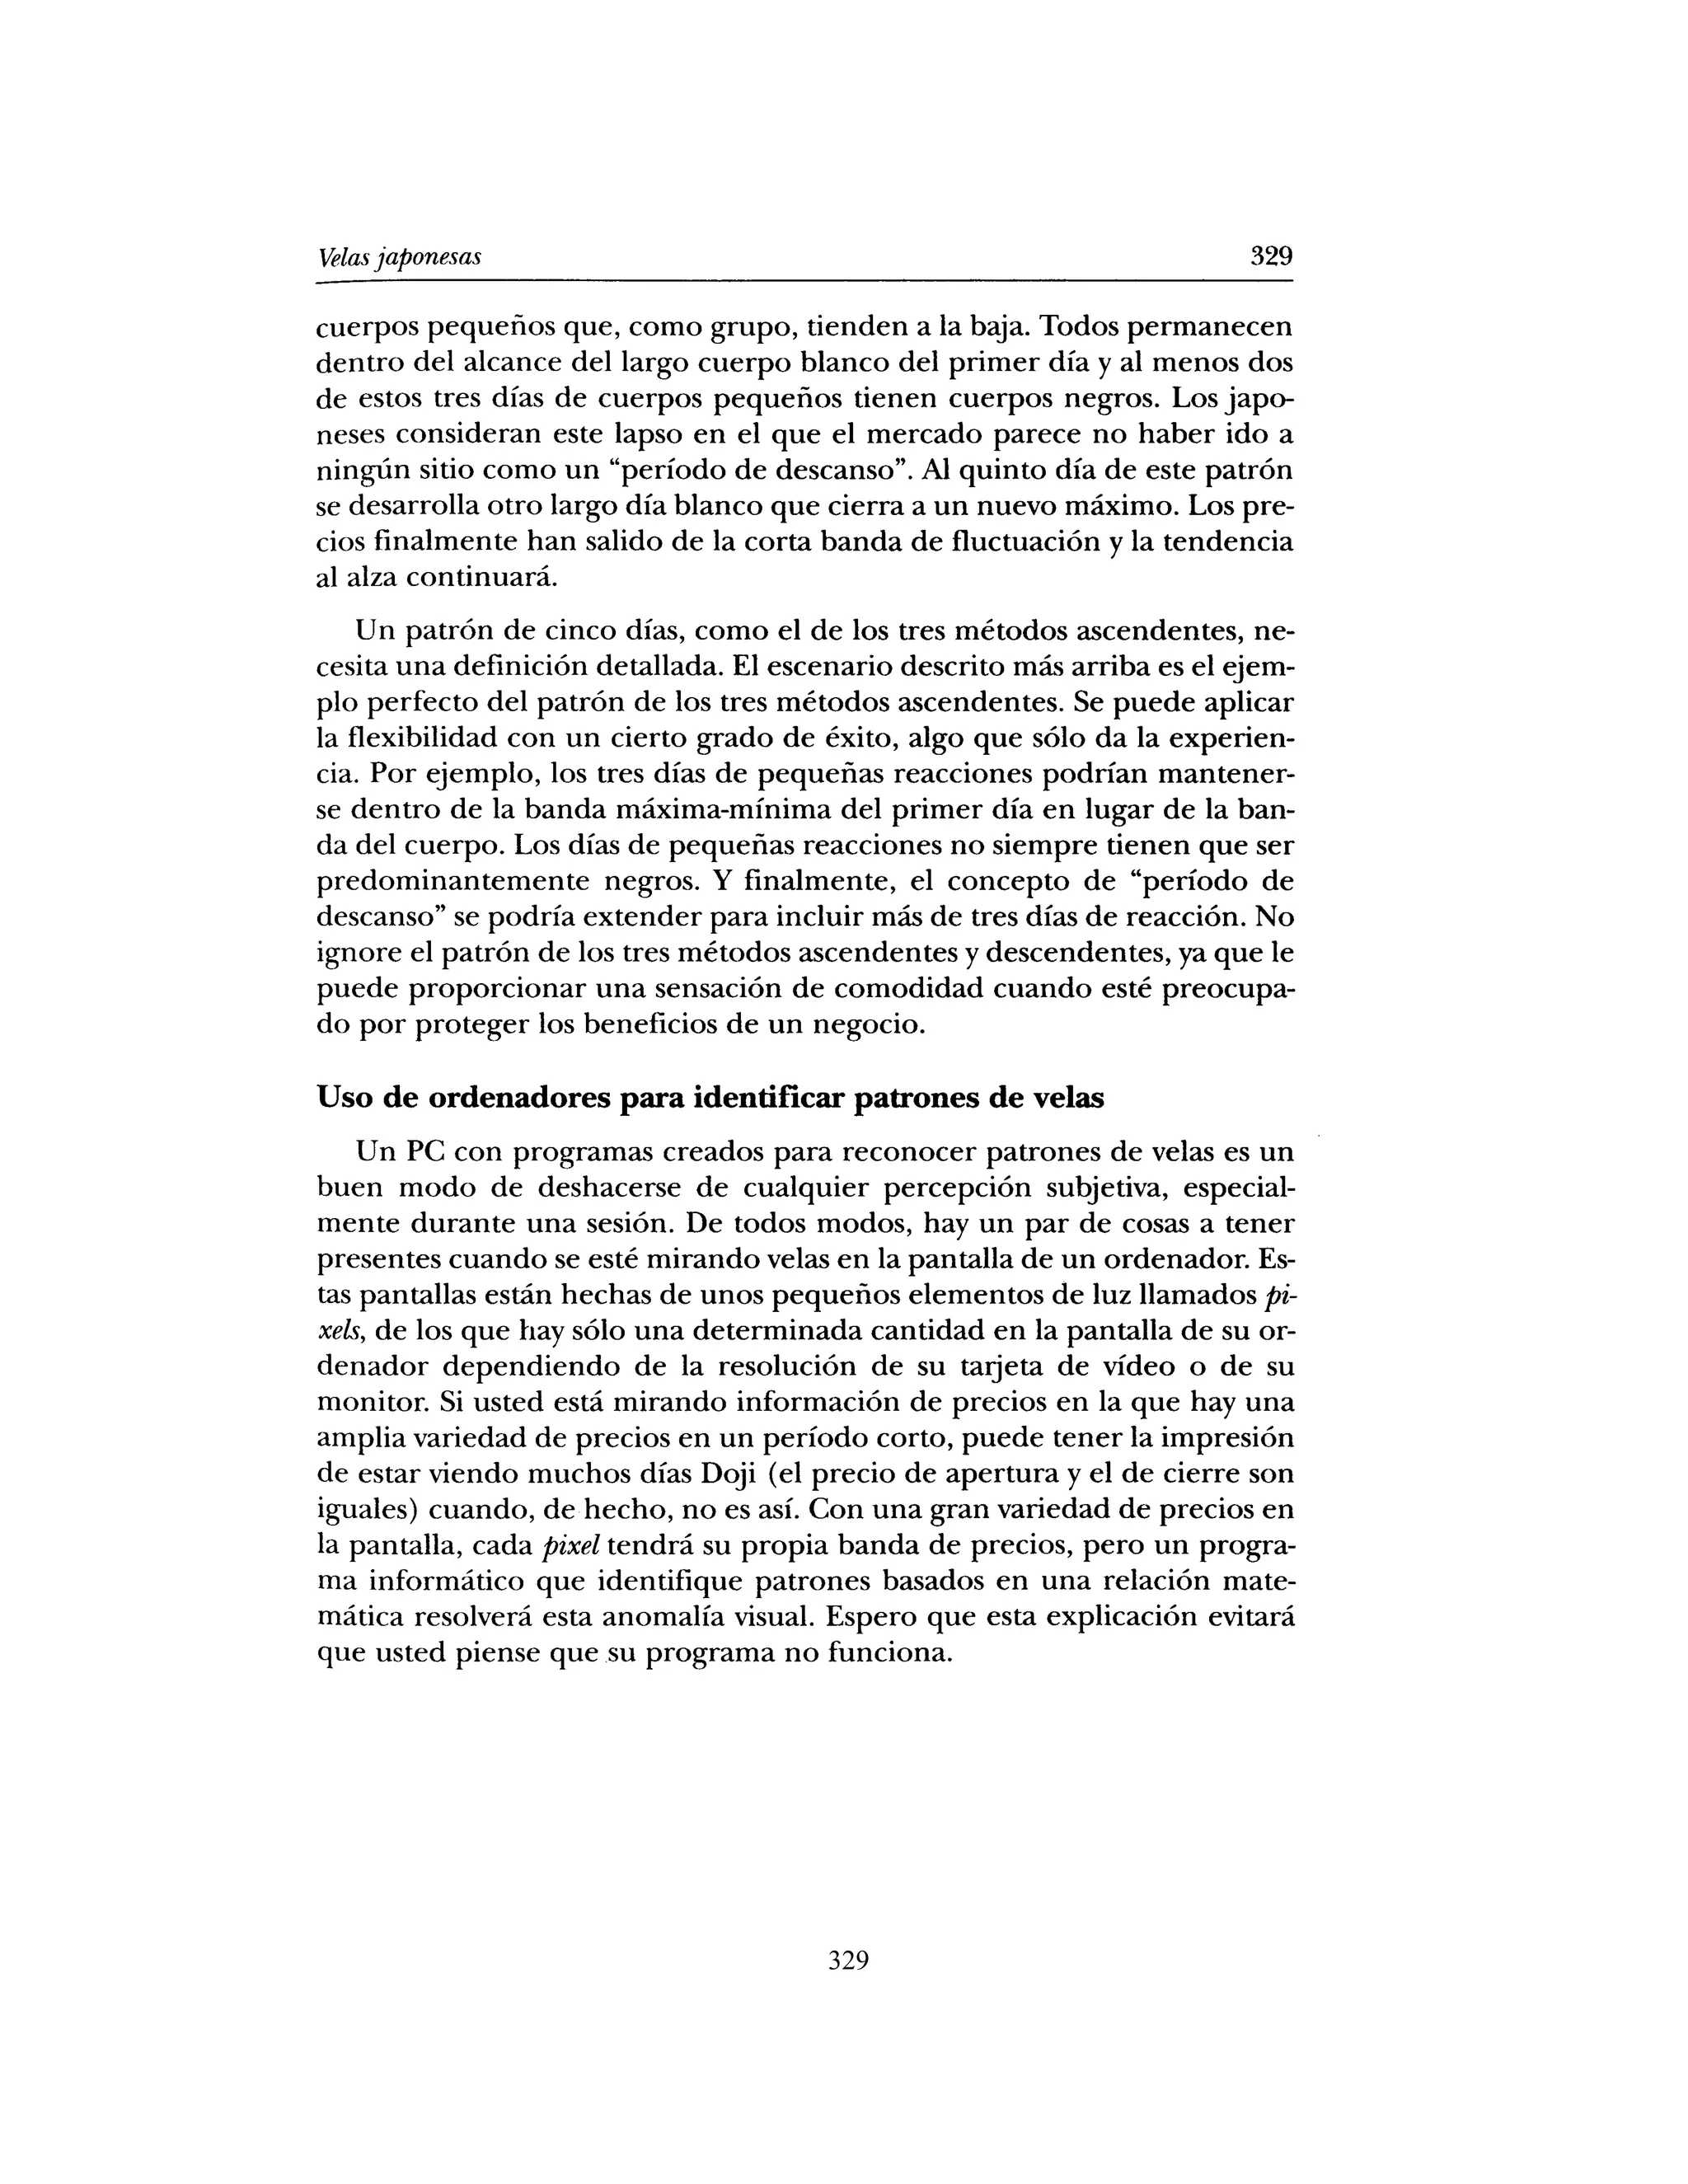 Velas japonesas 329
cuerpos pequeños que, como grupo, tienden a la baja. Todos permanecen
dentro del alcance del largo cuerpo blanco del primer día y al menos dos
de estos tres días de cuerpos pequeños tienen cuerpos negros. Los japo-
neses consideran este lapso en el que el mercado parece no haber ido a
ningún sitio como un “período de descanso”. Al quinto día de este patrón
se desarrolla otro largo día blanco que cierra a un nuevo máximo. Los pre-
cios finalmente han salido de la corta banda de fluctuación y la tendencia
al alza continuará.
Un patrón de cinco días, como el de los tres métodos ascendentes, ne-
cesita una definición detallada. El escenario descrito más arriba es el ejem-
plo perfecto del patrón de los tres métodos ascendentes. Se puede aplicar
la flexibilidad con un cierto grado de éxito, algo que sólo da la experien-
cia. Por ejemplo, los tres días de pequeñas reacciones podrían mantener-
se dentro de la banda máxima-mínima del primer día en lugar de la ban-
da del cuerpo. Los días de pequeñas reacciones no siempre tienen que ser
predominantemente negros. Y finalmente, el concepto de “período de
descanso” se podría extender para incluir más de tres días de reacción. No
ignore el patrón de los tres métodos ascendentes y descendentes, ya que le
puede proporcionar una sensación de comodidad cuando esté preocupa-
do por proteger los beneficios de un negocio.
Uso de ordenadores para identificar patrones de velas
Un PC con programas creados para reconocer patrones de velas es un
buen modo de deshacerse de cualquier percepción subjetiva, especial-
mente durante una sesión. De todos modos, hay un par de cosas a tener
presentes cuando se esté mirando velas en la pantalla de un ordenador. Es-
tas pantallas están hechas de unos pequeños elementos de luz llamados pi-
xels, de los que hay sólo una determinada cantidad en la pantalla de su or-
denador dependiendo de la resolución de su tarjeta de vídeo o de su
monitor. Si usted está mirando información de precios en la que hay una
amplia variedad de precios en un período corto, puede tener la impresión
de estar viendo muchos días Doji (el precio de apertura y el de cierre son
iguales) cuando, de hecho, no es así. Con una gran variedad de precios en
la pantalla, cada pixel tendrá su propia banda de precios, pero un progra-
ma informático que identifique patrones basados en una relación mate-
mática resolverá esta anomalía visual. Espero que esta explicación evitará
que usted piense que su programa no funciona.
329